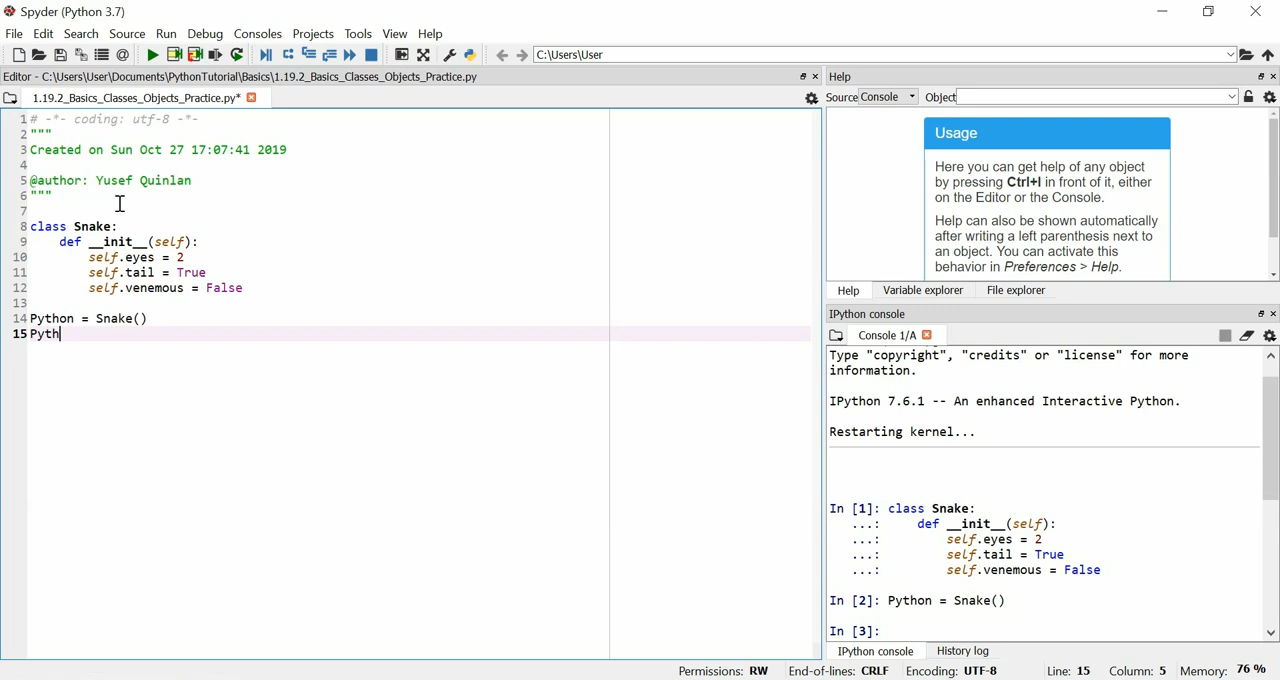 Spyder (Python 3.7)
File Edit Search Source Run Debug Consoles Projects Tools View Help
C:\Users\User
Editor - C:\Users\User\Documents\PythonTutorial\Basics\1.19.2_Basics_Classes_Objects_Practice.py
1.19.2_Basics_Classes_Objects_Practice.py*
1 # -*- coding: utf-8 -*-
2 """
3 Created on Sun Oct 27 17:07:41 2019
4
5 @author: Yusef Quinlan
6 """
7
8 class Snake:
9     def __init__(self):
10         self.eyes = 2
11         self.tail = True
12         self.venemous = False
13
14 Python = Snake()
15 Pyth
Help
Source Console Object
Usage
Here you can get help of any object
by pressing Ctrl+I in front of it, either
on the Editor or the Console.
Help can also be shown automatically
after writing a left parenthesis next to
an object. You can activate this
behavior in Preferences > Help.
Help Variable explorer File explorer
IPython console
Console 1/A
Type "copyright", "credits" or "license" for more
information.
IPython 7.6.1 -- An enhanced Interactive Python.
Restarting kernel...
In [1]: class Snake:
...:     def __init__(self):
...:         self.eyes = 2
...:         self.tail = True
...:         self.venemous = False
In [2]: Python = Snake()
In [3]:
IPython console History log
Permissions: RW End-of-lines: CRLF Encoding: UTF-8 Line: 15 Column: 5 Memory: 76 %